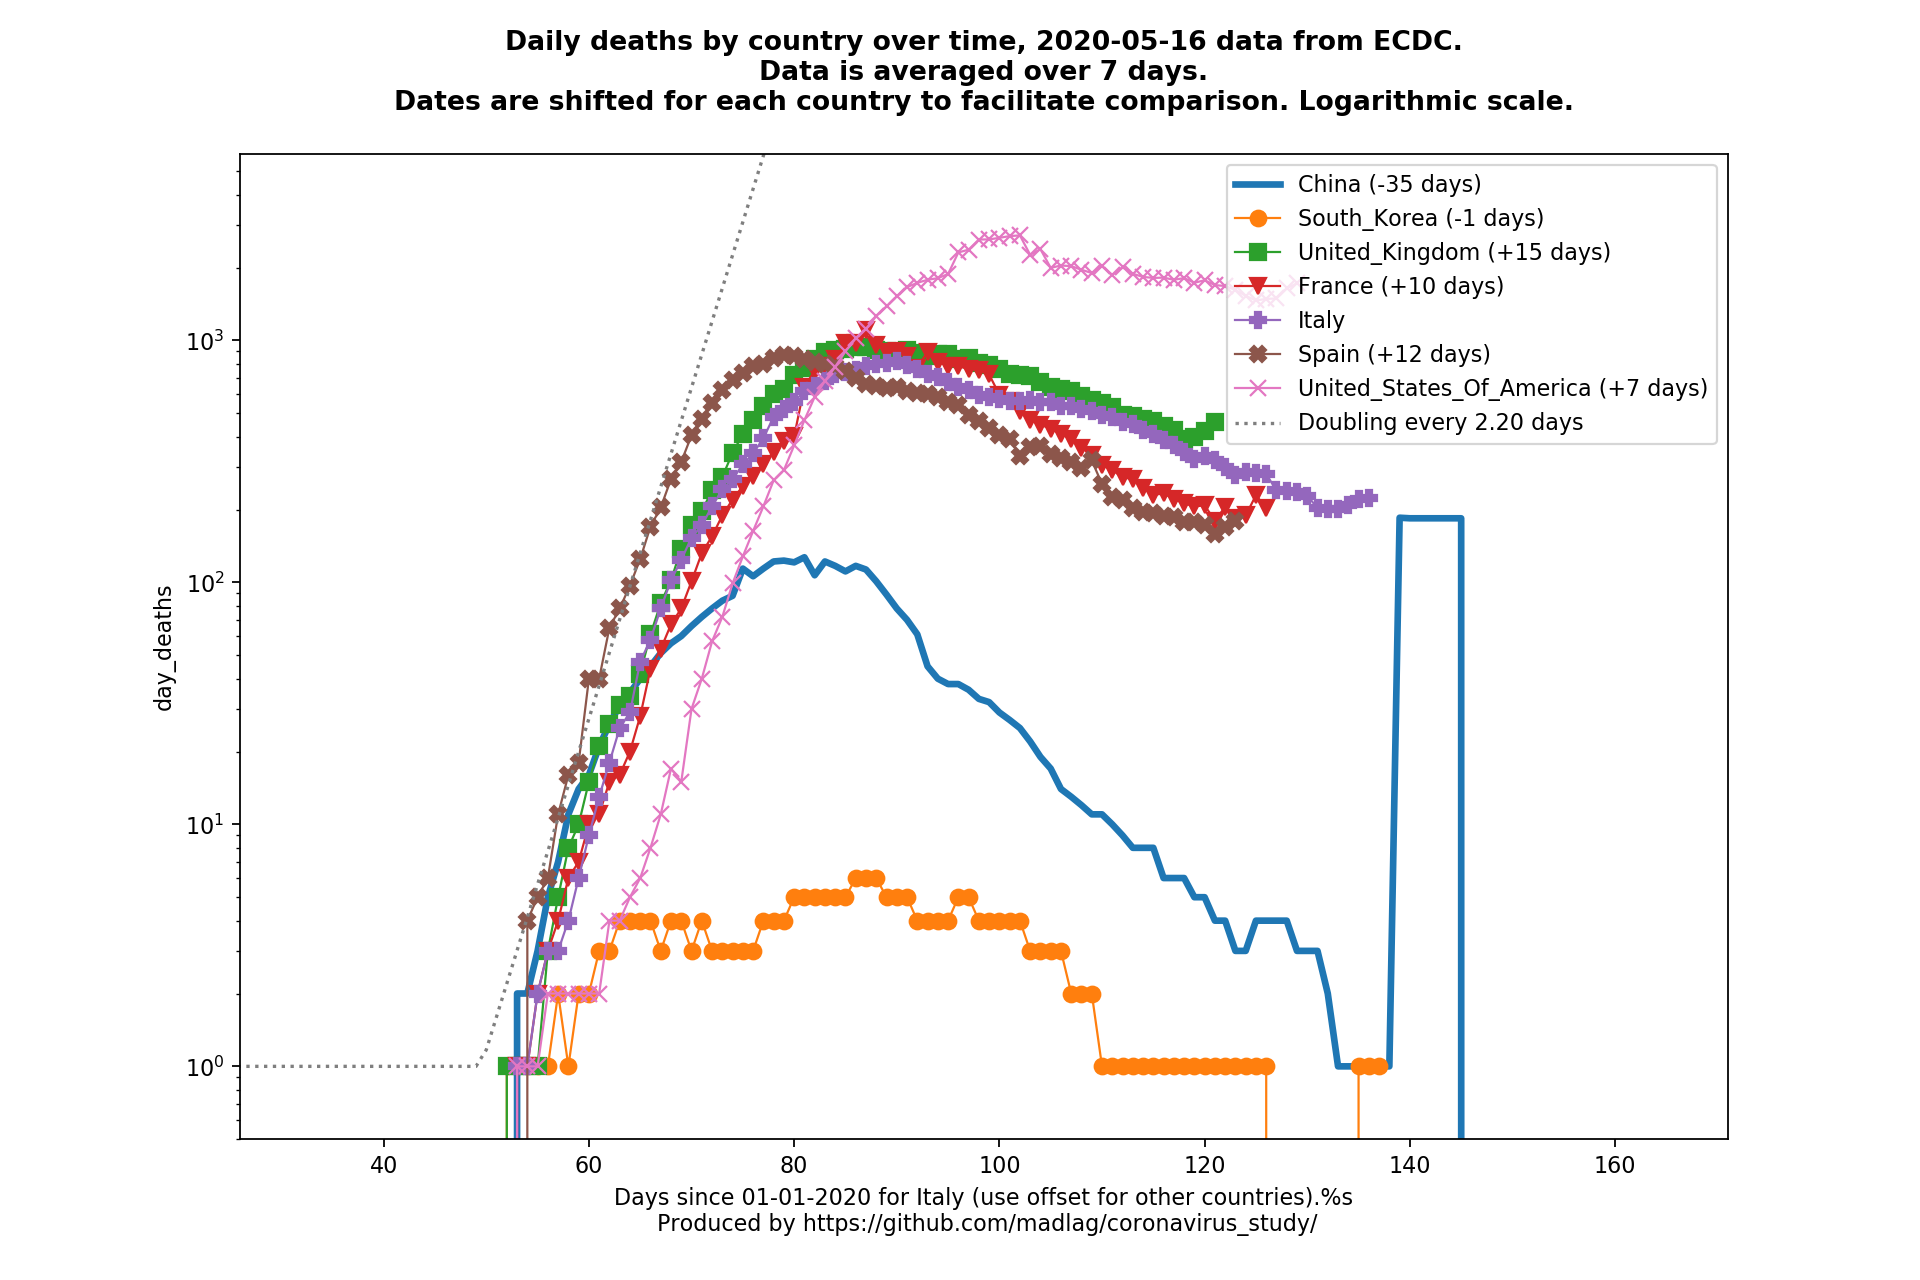 Daily deaths by country over time, 2020-05-16 data from ECDC.
Data is averaged over 7 days.
Dates are shifted for each country to facilitate comparison. Logarithmic scale.
China (-35 days)
South_Korea (-1 days)
United_Kingdom (+15 days)
France (+10 days)
Italy
Spain (+12 days)
United_States_Of_America (+7 days)
Doubling every 2.20 days
day_deaths
10³
10²
10¹
10⁰
40 60 80 100 120 140 160
Days since 01-01-2020 for Italy (use offset for other countries).%s
Produced by https://github.com/madlag/coronavirus_study/